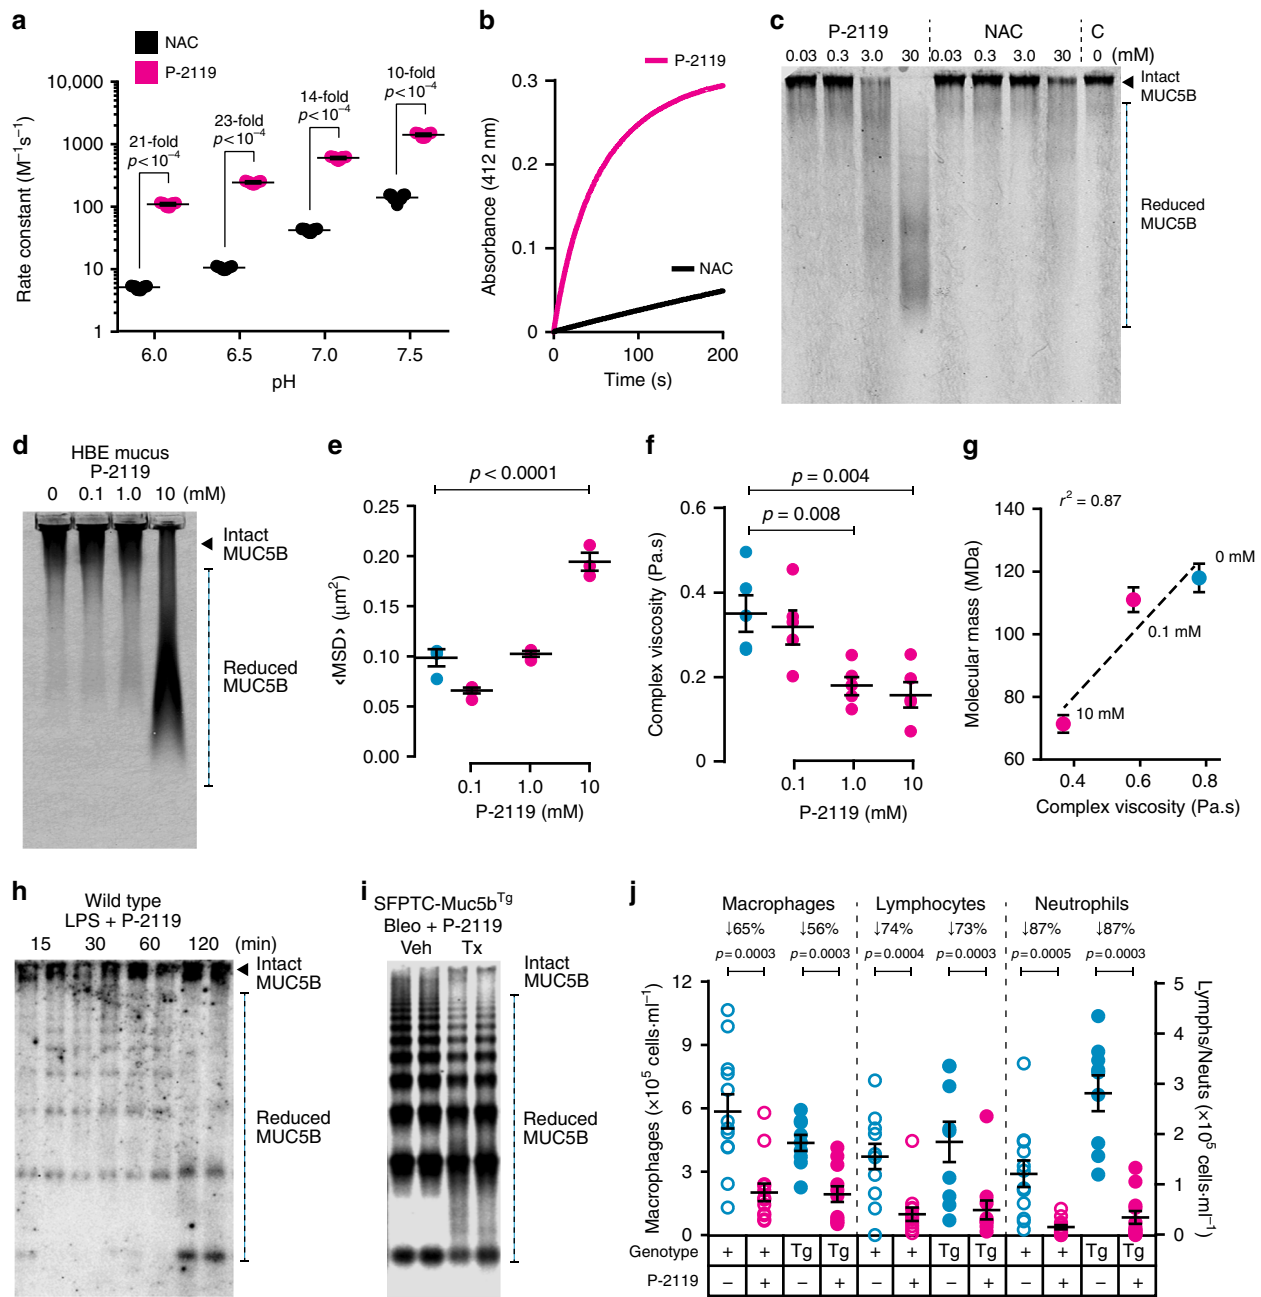 a
NAC
P-2119
10,000
1000
100
10
1
Rate constant (M⁻¹s⁻¹)
21-fold
p<10⁻⁴
23-fold
p<10⁻⁴
14-fold
p<10⁻⁴
10-fold
p<10⁻⁴
6.0 6.5 7.0 7.5
pH
b
P-2119
NAC
0.3
0.2
0.1
0
Absorbance (412 nm)
0 100 200
Time (s)
c
P-2119 NAC C
0.03 0.3 3.0 30 0.03 0.3 3.0 30 0 (mM)
Intact
MUC5B
Reduced
MUC5B
d
HBE mucus
P-2119
0 0.1 1.0 10 (mM)
Intact
MUC5B
Reduced
MUC5B
e
p < 0.0001
0.25
0.20
0.15
0.10
0.05
0.00
‹MSD› (μm²)
0.1 1.0 10
P-2119 (mM)
f
p = 0.004
p = 0.008
0.6
0.4
0.2
0
Complex viscosity (Pa.s)
0.1 1.0 10
P-2119 (mM)
g
r² = 0.87
140
120
100
80
60
Molecular mass (MDa)
0 mM
0.1 mM
10 mM
0.4 0.6 0.8
Complex viscosity (Pa.s)
h
Wild type
LPS + P-2119
15 30 60 120 (min)
Intact
MUC5B
Reduced
MUC5B
i
SFPTC-Muc5bᵀᵍ
Bleo + P-2119
Veh Tx
Intact
MUC5B
Reduced
MUC5B
j
Macrophages Lymphocytes Neutrophils
↓65% ↓56% ↓74% ↓73% ↓87% ↓87%
p = 0.0003 p = 0.0003 p = 0.0004 p = 0.0003 p = 0.0005 p = 0.0003
12
9
6
3
0
Macrophages (×10⁵ cells·ml⁻¹)
5
4
3
2
1
0
Lymphs/Neuts (×10⁵ cells·ml⁻¹)
Genotype + + Tg Tg + + Tg Tg + + Tg Tg
P-2119 − + − + − + − + − + − +